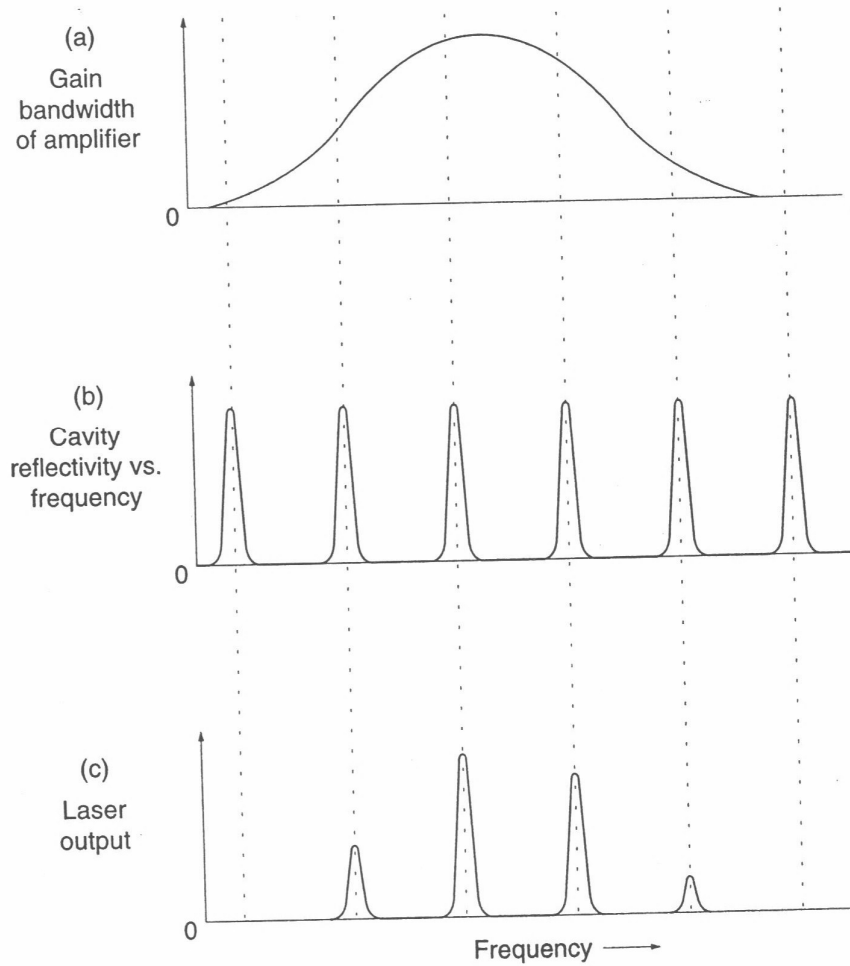 (a)
Gain
bandwidth
of amplifier
0
(b)
Cavity
reflectivity vs.
frequency
0
(c)
Laser
output
0
Frequency